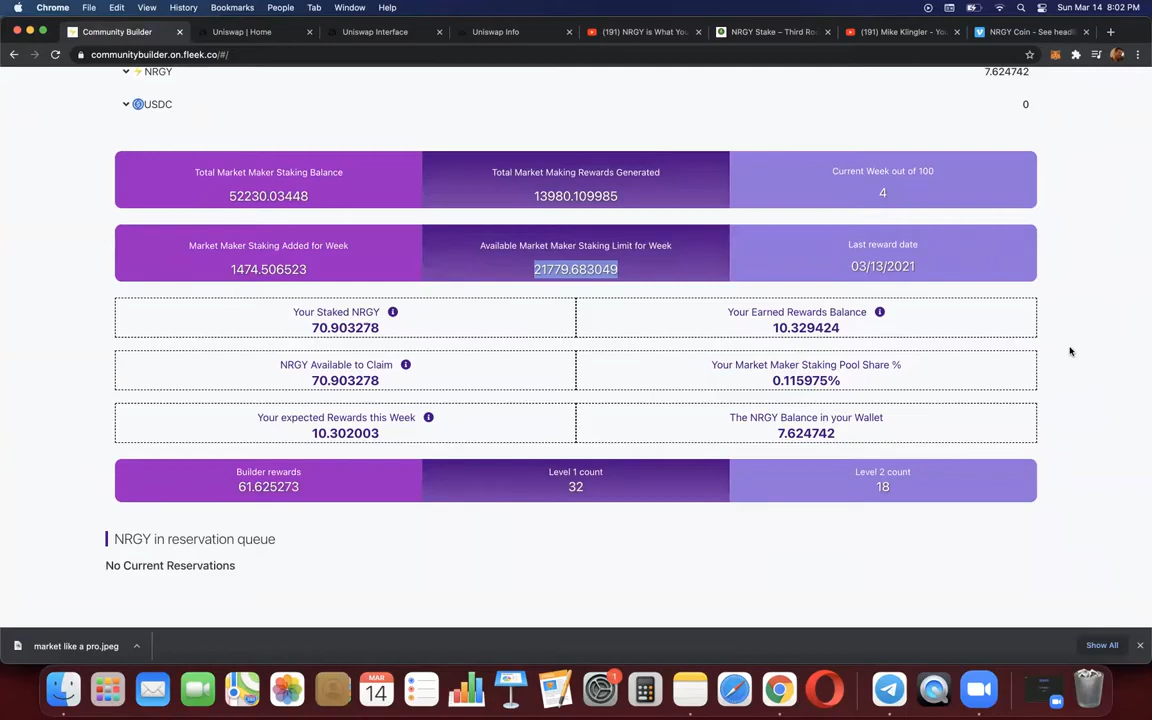 Chrome File Edit View History Bookmarks People Tab Window Help Sun Mar 14 8:02 PM
Community Builder Uniswap | Home Uniswap Interface Uniswap Info (191) NRGY is What You NRGY Stake – Third Ro (191) Mike Klingler - You NRGY Coin - See headl
communitybuilder.on.fleek.co/#/
NRGY 7.624742
USDC 0
Total Market Maker Staking Balance Total Market Making Rewards Generated Current Week out of 100
52230.03448 13980.109985 4
Market Maker Staking Added for Week Available Market Maker Staking Limit for Week Last reward date
1474.506523 21779.683049 03/13/2021
Your Staked NRGY Your Earned Rewards Balance
70.903278 10.329424
NRGY Available to Claim Your Market Maker Staking Pool Share %
70.903278 0.115975%
Your expected Rewards this Week The NRGY Balance in your Wallet
10.302003 7.624742
Builder rewards Level 1 count Level 2 count
61.625273 32 18
NRGY in reservation queue
No Current Reservations
market like a pro.jpeg Show All
MAR
14
1